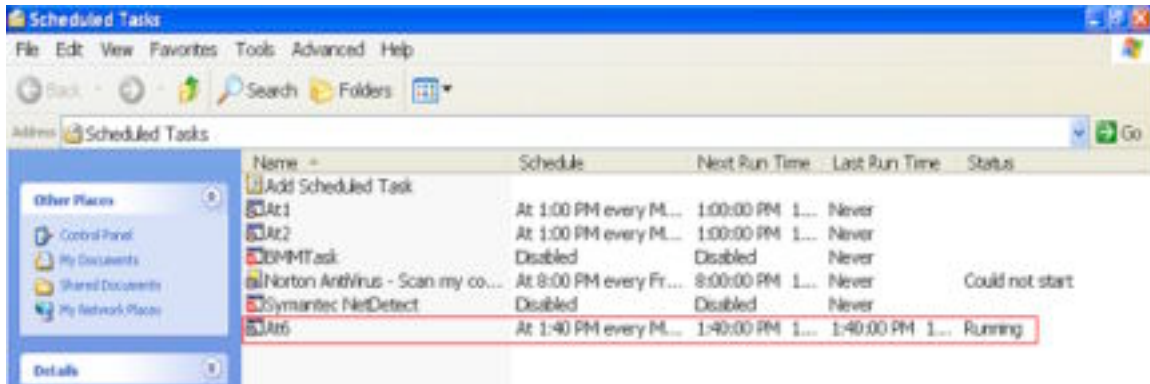 Scheduled Tasks
File Edit View Favorites Tools Advanced Help
Back Search Folders
Address Scheduled Tasks Go
Name Schedule Next Run Time Last Run Time Status
Add Scheduled Task
At1 At 1:00 PM every M... 1:00:00 PM 1... Never
At2 At 1:00 PM every M... 1:00:00 PM 1... Never
BMMTask Disabled Disabled Never
Norton AntiVirus - Scan my co... At 8:00 PM every Fr... 8:00:00 PM 1... Never Could not start
Symantec NetDetect Disabled Disabled Never
At6 At 1:40 PM every M... 1:40:00 PM 1... 1:40:00 PM 1... Running
Other Places
Control Panel
My Documents
Shared Documents
My Network Places
Details